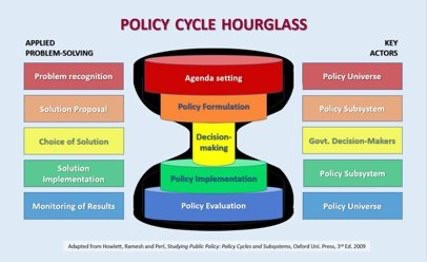 POLICY CYCLE HOURGLASS
APPLIED
PROBLEM-SOLVING
KEY
ACTORS
Problem recognition
Agenda setting
Policy Universe
Solution Proposal
Policy Formulation
Policy Subsystem
Choice of Solution
Decision-
making
Govt. Decision-Makers
Solution
Implementation
Policy Implementation
Policy Subsystem
Monitoring of Results
Policy Evaluation
Policy Universe
Adapted from Howlett, Ramesh and Perl, Studying Public Policy: Policy Cycles and Subsystems, Oxford Uni. Press, 3rd Ed. 2009